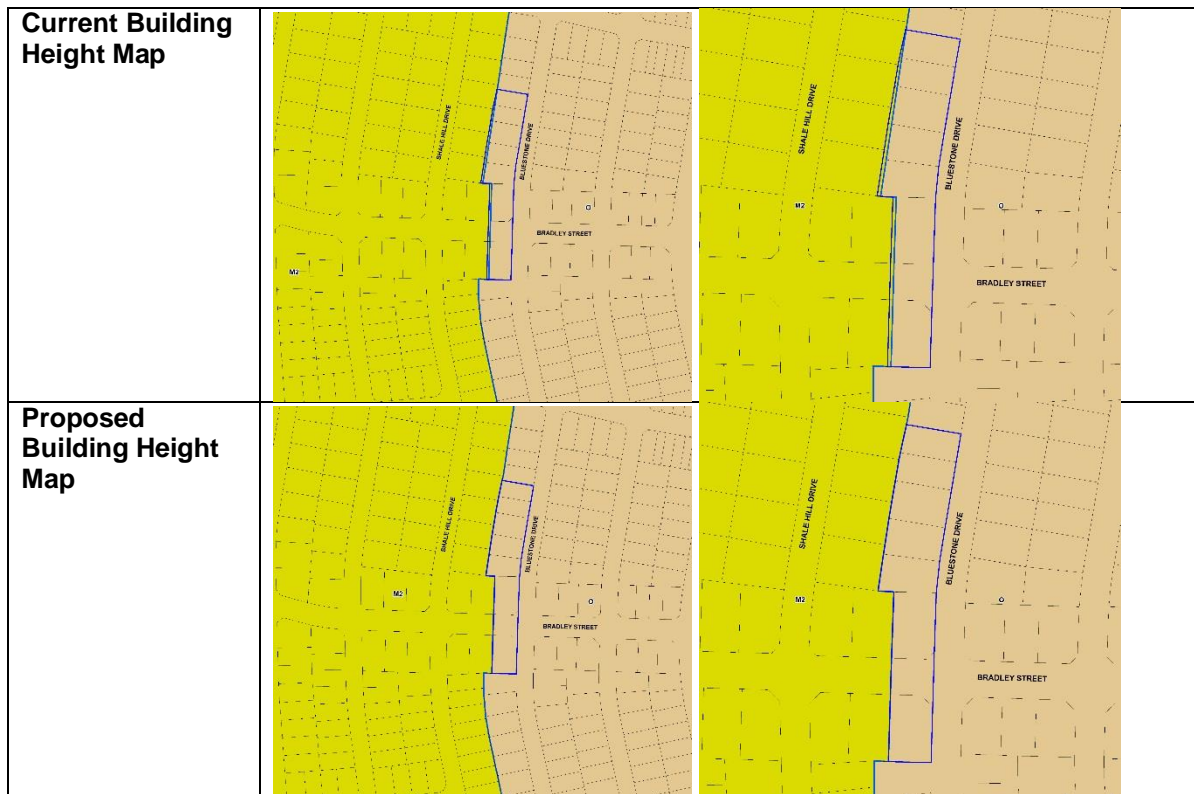 Current Building
Height Map
SHALE HILL DRIVE
BLUESTONE DRIVE
O
BRADLEY STREET
M2
SHALE HILL DRIVE
BLUESTONE DRIVE
M2
O
BRADLEY STREET
Proposed
Building Height
Map
SHALE HILL DRIVE
BLUESTONE DRIVE
M2
O
BRADLEY STREET
SHALE HILL DRIVE
BLUESTONE DRIVE
M2
O
BRADLEY STREET